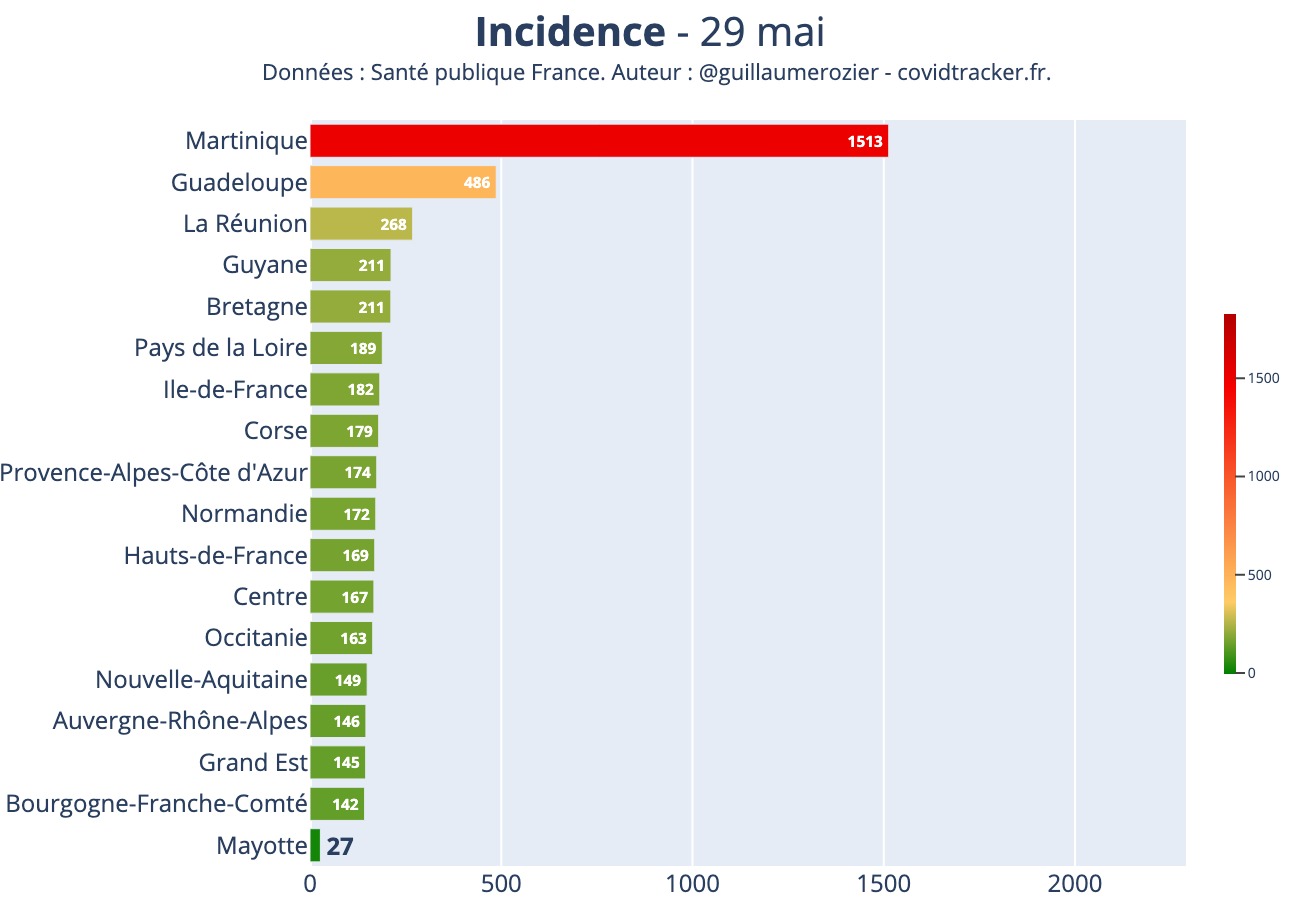 Incidence - 29 mai
Données : Santé publique France. Auteur : @guillaumerozier - covidtracker.fr.
Martinique 1513
Guadeloupe 486
La Réunion 268
Guyane 211
Bretagne 211
Pays de la Loire 189
Ile-de-France 182
Corse 179
Provence-Alpes-Côte d'Azur 174
Normandie 172
Hauts-de-France 169
Centre 167
Occitanie 163
Nouvelle-Aquitaine 149
Auvergne-Rhône-Alpes 146
Grand Est 145
Bourgogne-Franche-Comté 142
Mayotte 27
0 500 1000 1500 2000
1500
1000
500
0